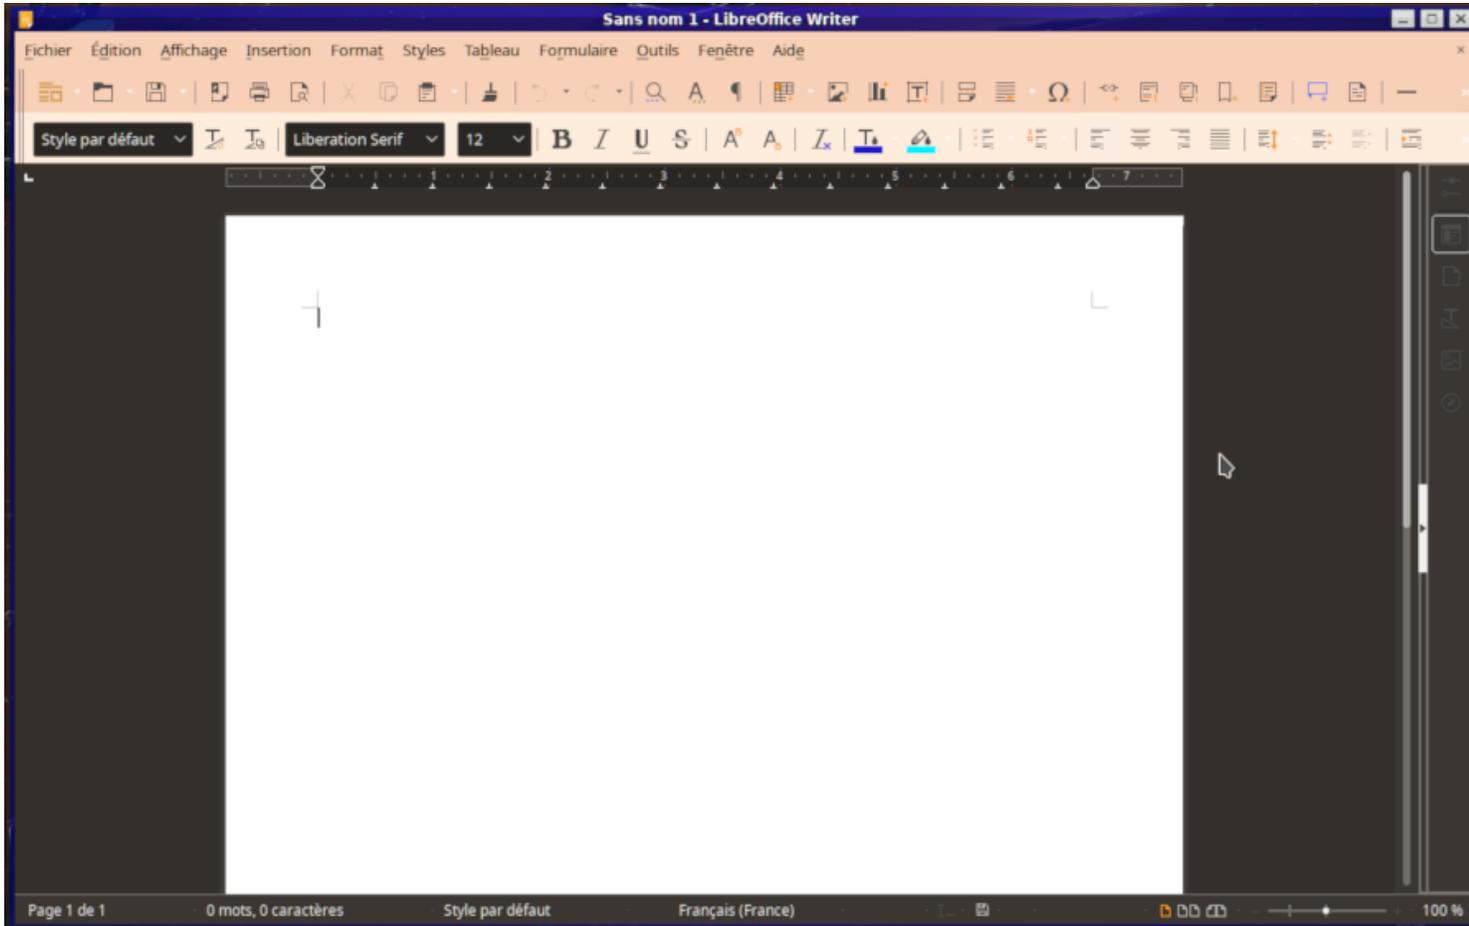 Sans nom 1 - LibreOffice Writer
Fichier Édition Affichage Insertion Format Styles Tableau Formulaire Outils Fenêtre Aide
Style par défaut Liberation Serif 12 B I U S
1 2 3 4 5 6 7
Page 1 de 1 0 mots, 0 caractères Style par défaut Français (France) 100 %